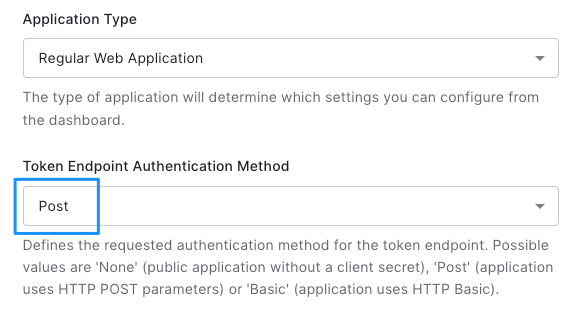 Application Type
Regular Web Application
The type of application will determine which settings you can configure from
the dashboard.
Token Endpoint Authentication Method
Post
Defines the requested authentication method for the token endpoint. Possible
values are 'None' (public application without a client secret), 'Post' (application
uses HTTP POST parameters) or 'Basic' (application uses HTTP Basic).